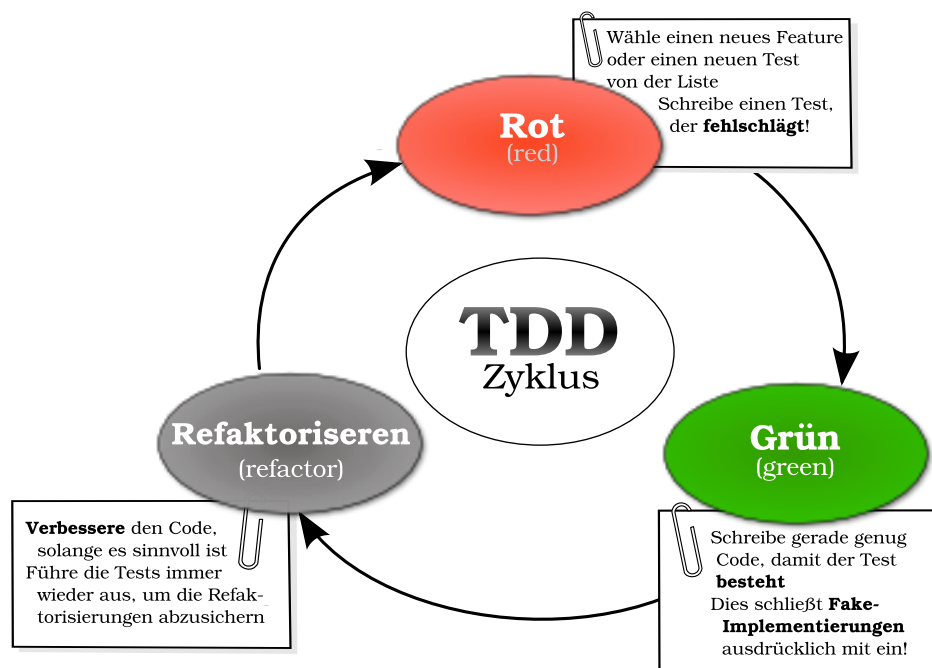 Wähle einen neues Feature
oder einen neuen Test
von der Liste
Schreibe einen Test,
der fehlschlägt!
Rot
(red)
TDD
Zyklus
Refaktoriseren
(refactor)
Grün
(green)
Verbessere den Code,
solange es sinnvoll ist
Führe die Tests immer
wieder aus, um die Refak-
torisierungen abzusichern
Schreibe gerade genug
Code, damit der Test
besteht
Dies schließt Fake-
Implementierungen
ausdrücklich mit ein!